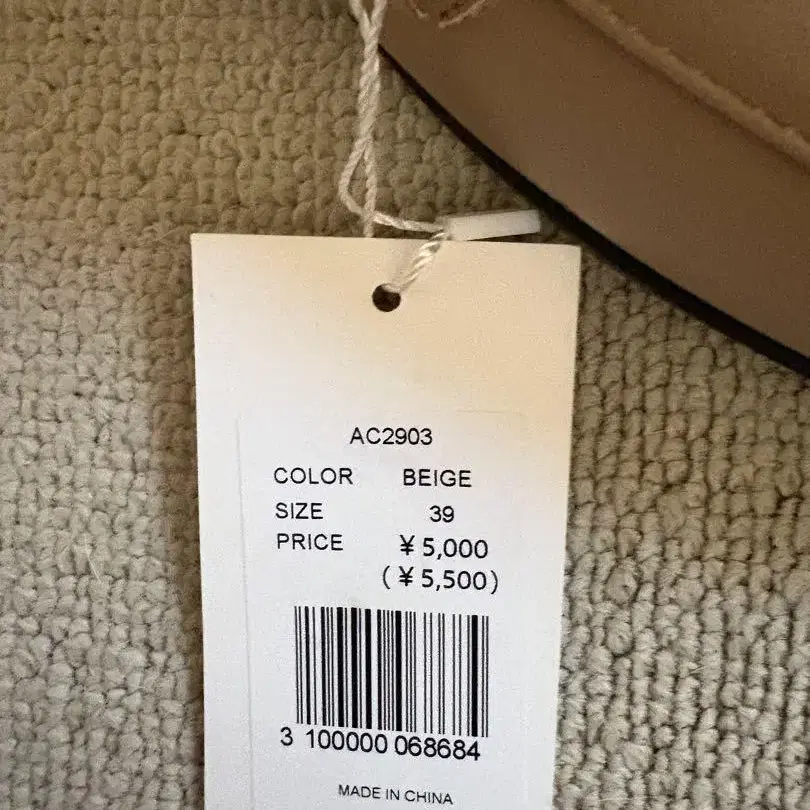 AC2903
COLOR BEIGE
SIZE 39
PRICE ¥5,000
(¥5,500)
3 100000 068684
MADE IN CHINA